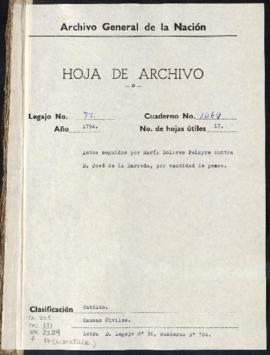 Archivo General de la Nación
HOJA DE ARCHIVO
Legajo No. 77. Cuaderno No. 1469
Año 1794. No. de hojas útiles 17.
Autos seguidos por María Dolores Pelayre contra
D. José de la Barreda, por cantidad de pesos.
Clasificación Cabildo.
Causas Civiles.
Letra D. Legajo Nº 36, cuaderno Nº 704.